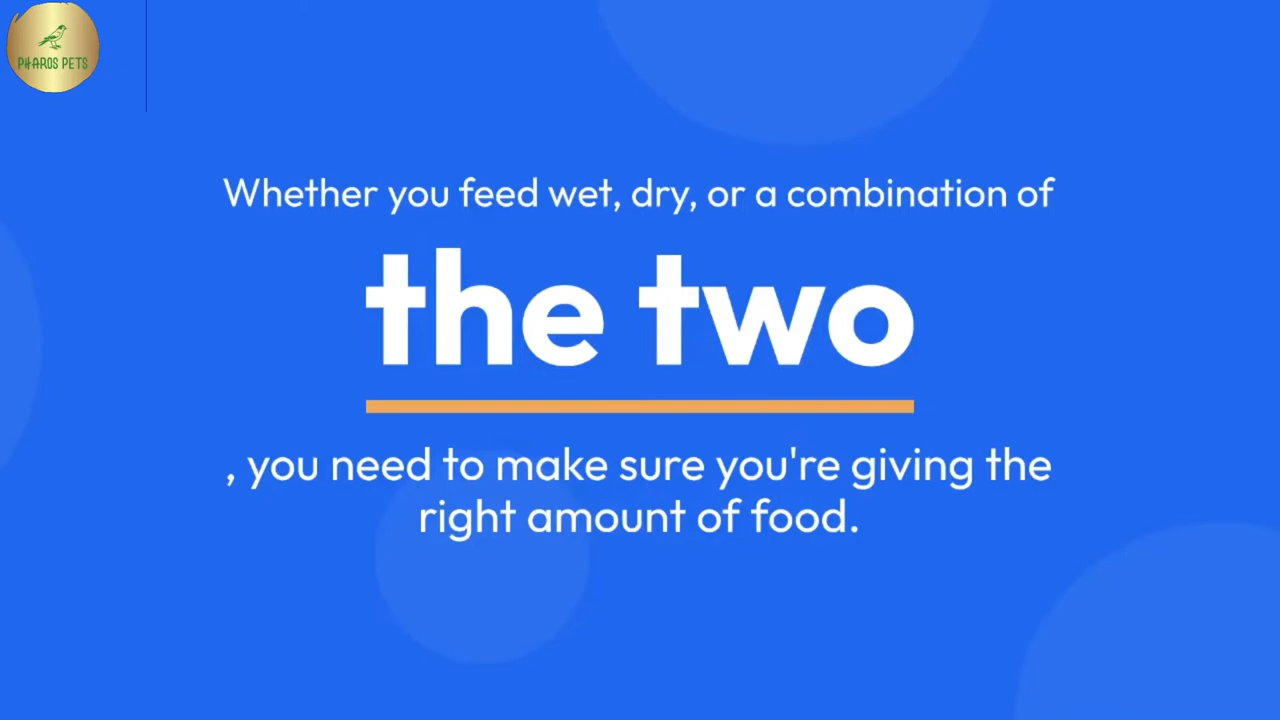 PHAROS PETS
Whether you feed wet, dry, or a combination of
the two
, you need to make sure you're giving the
right amount of food.